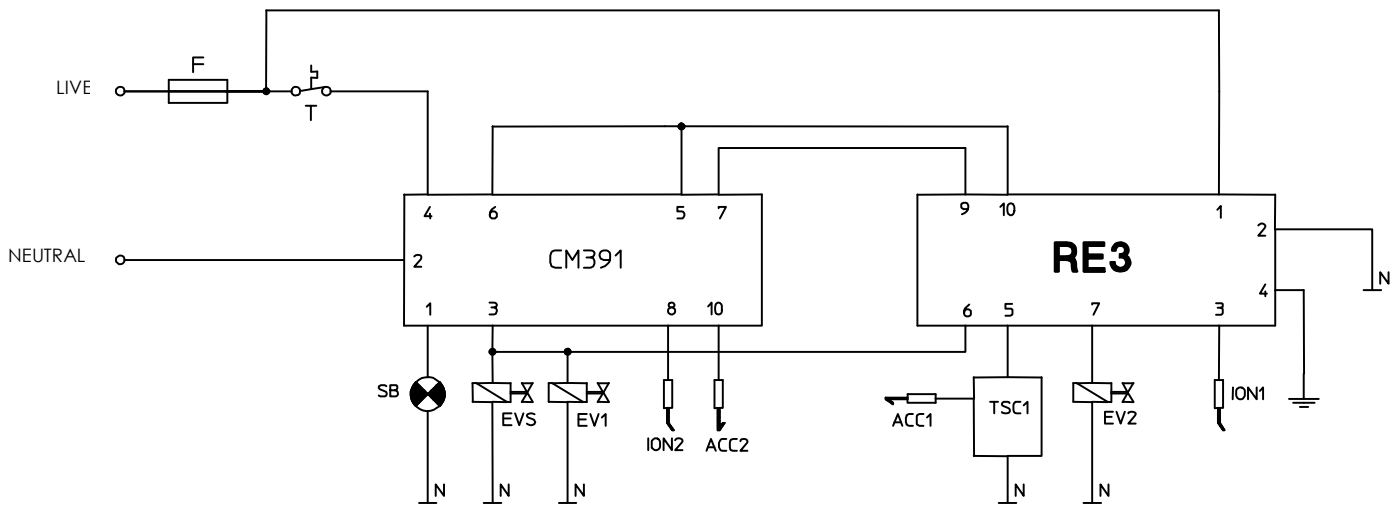 F
LIVE
T
4 6 5 7 9 10 1
2
NEUTRAL 2 CM391 RE3
N
4
1 3 8 10 6 5 7 3
SB EVS EV1 ION2 ACC2 ACC1 TSC1 EV2 ION1
N N N N N